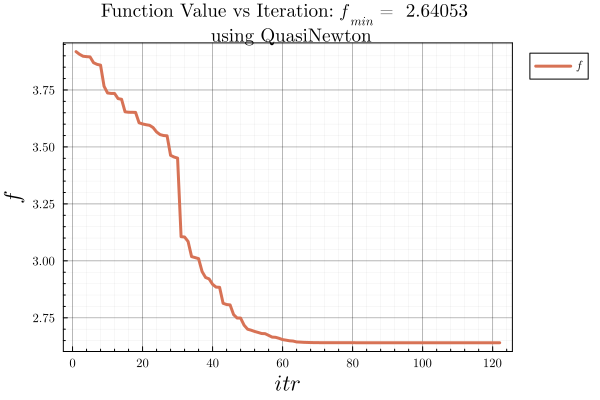 Function Value vs Iteration: f_min = 2.64053
using QuasiNewton
f
3.75
3.50
3.25
3.00
2.75
f
0
20
40
60
80
100
120
itr